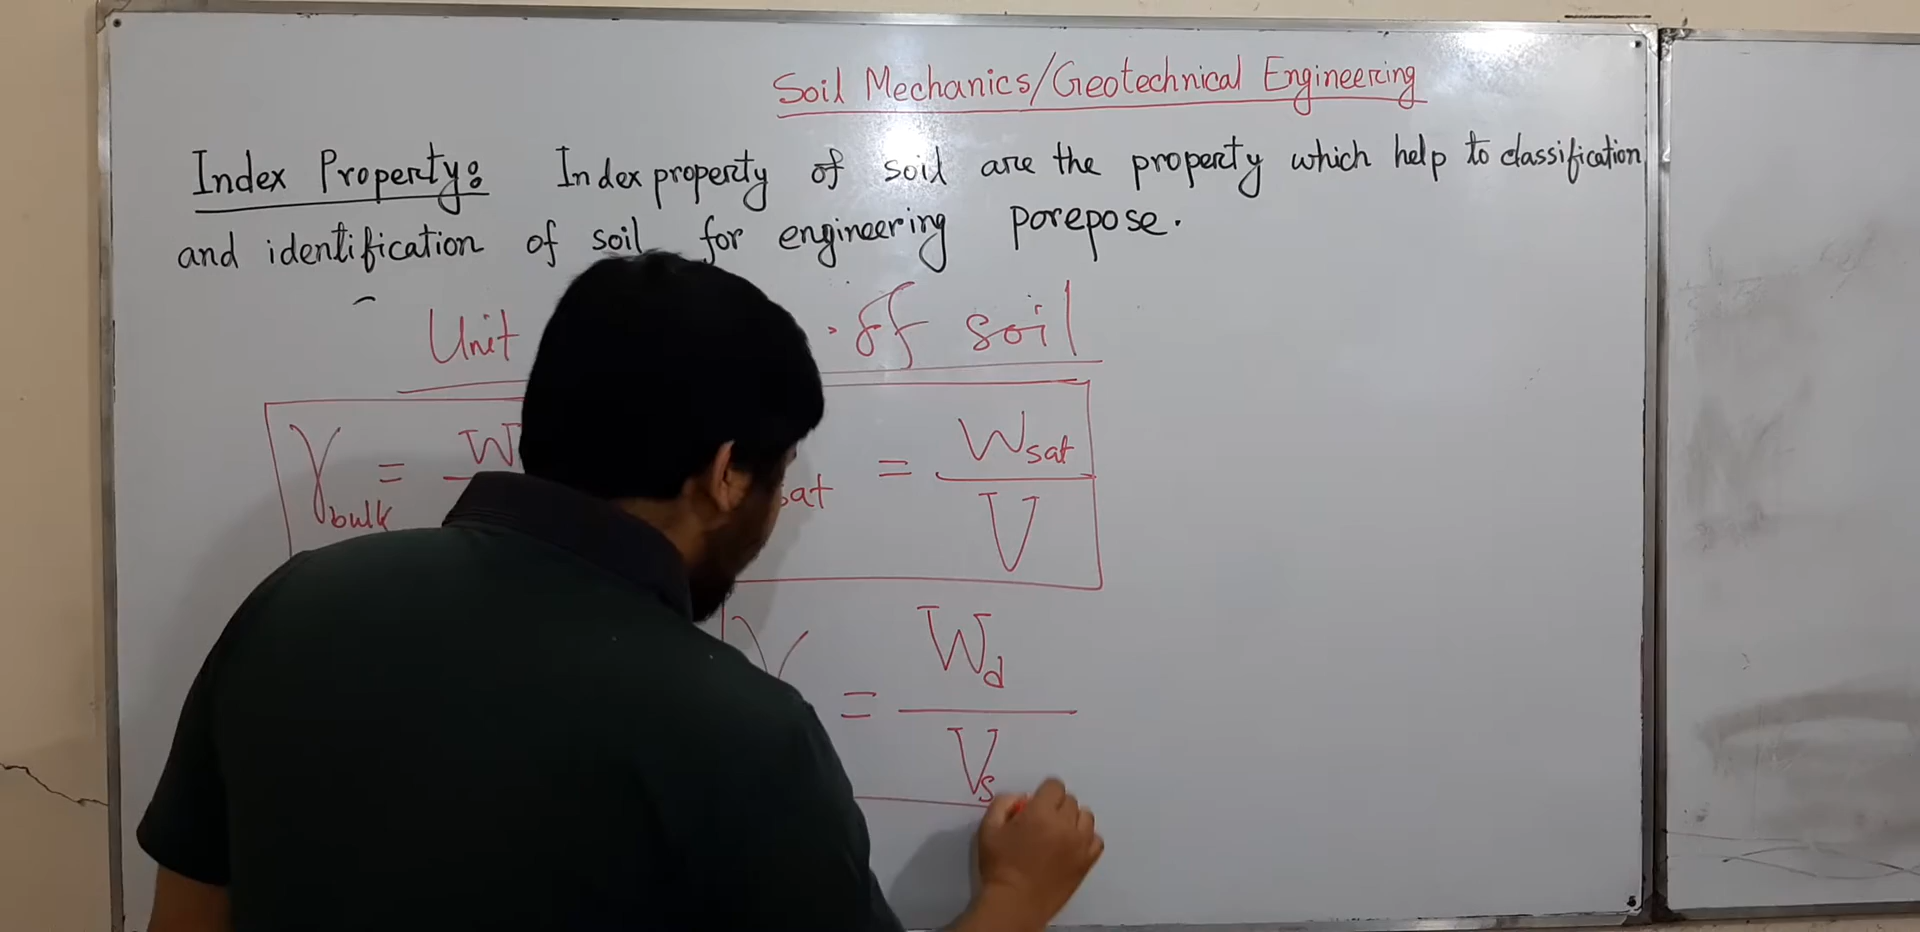 Soil Mechanics/Geotechnical Engineering
Index Property: Index property of soil are the property which help to classification
and identification of soil for engineering porepose.
Unit off soil
γbulk = W
sat = Wsat / V
γ = Wd / Vs